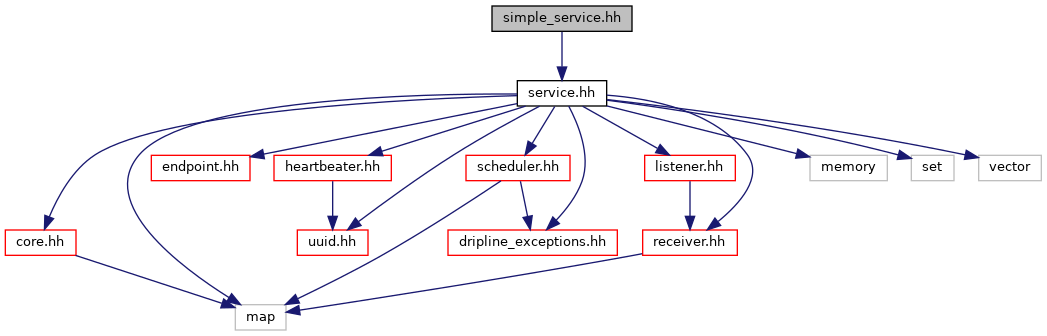 simple_service.hh
service.hh
endpoint.hh
heartbeater.hh
scheduler.hh
listener.hh
memory
set
vector
core.hh
uuid.hh
dripline_exceptions.hh
receiver.hh
map